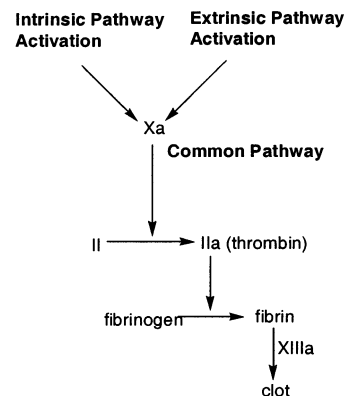 Intrinsic Pathway
Activation
Extrinsic Pathway
Activation
Xa
Common Pathway
II
IIa (thrombin)
fibrinogen
fibrin
XIIIa
clot